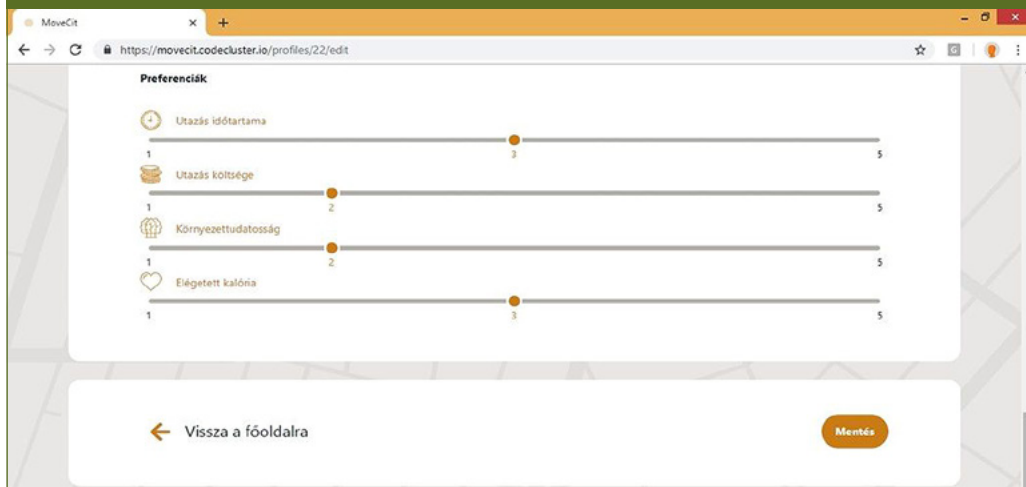 MoveCit
https://movecit.codecluster.io/profiles/22/edit
Preferenciák
Utazás időtartama
1 3 5
Utazás költsége
1 2 5
Környezettudatosság
1 2 5
Elégetett kalória
1 3 5
Vissza a főoldalra
Mentés